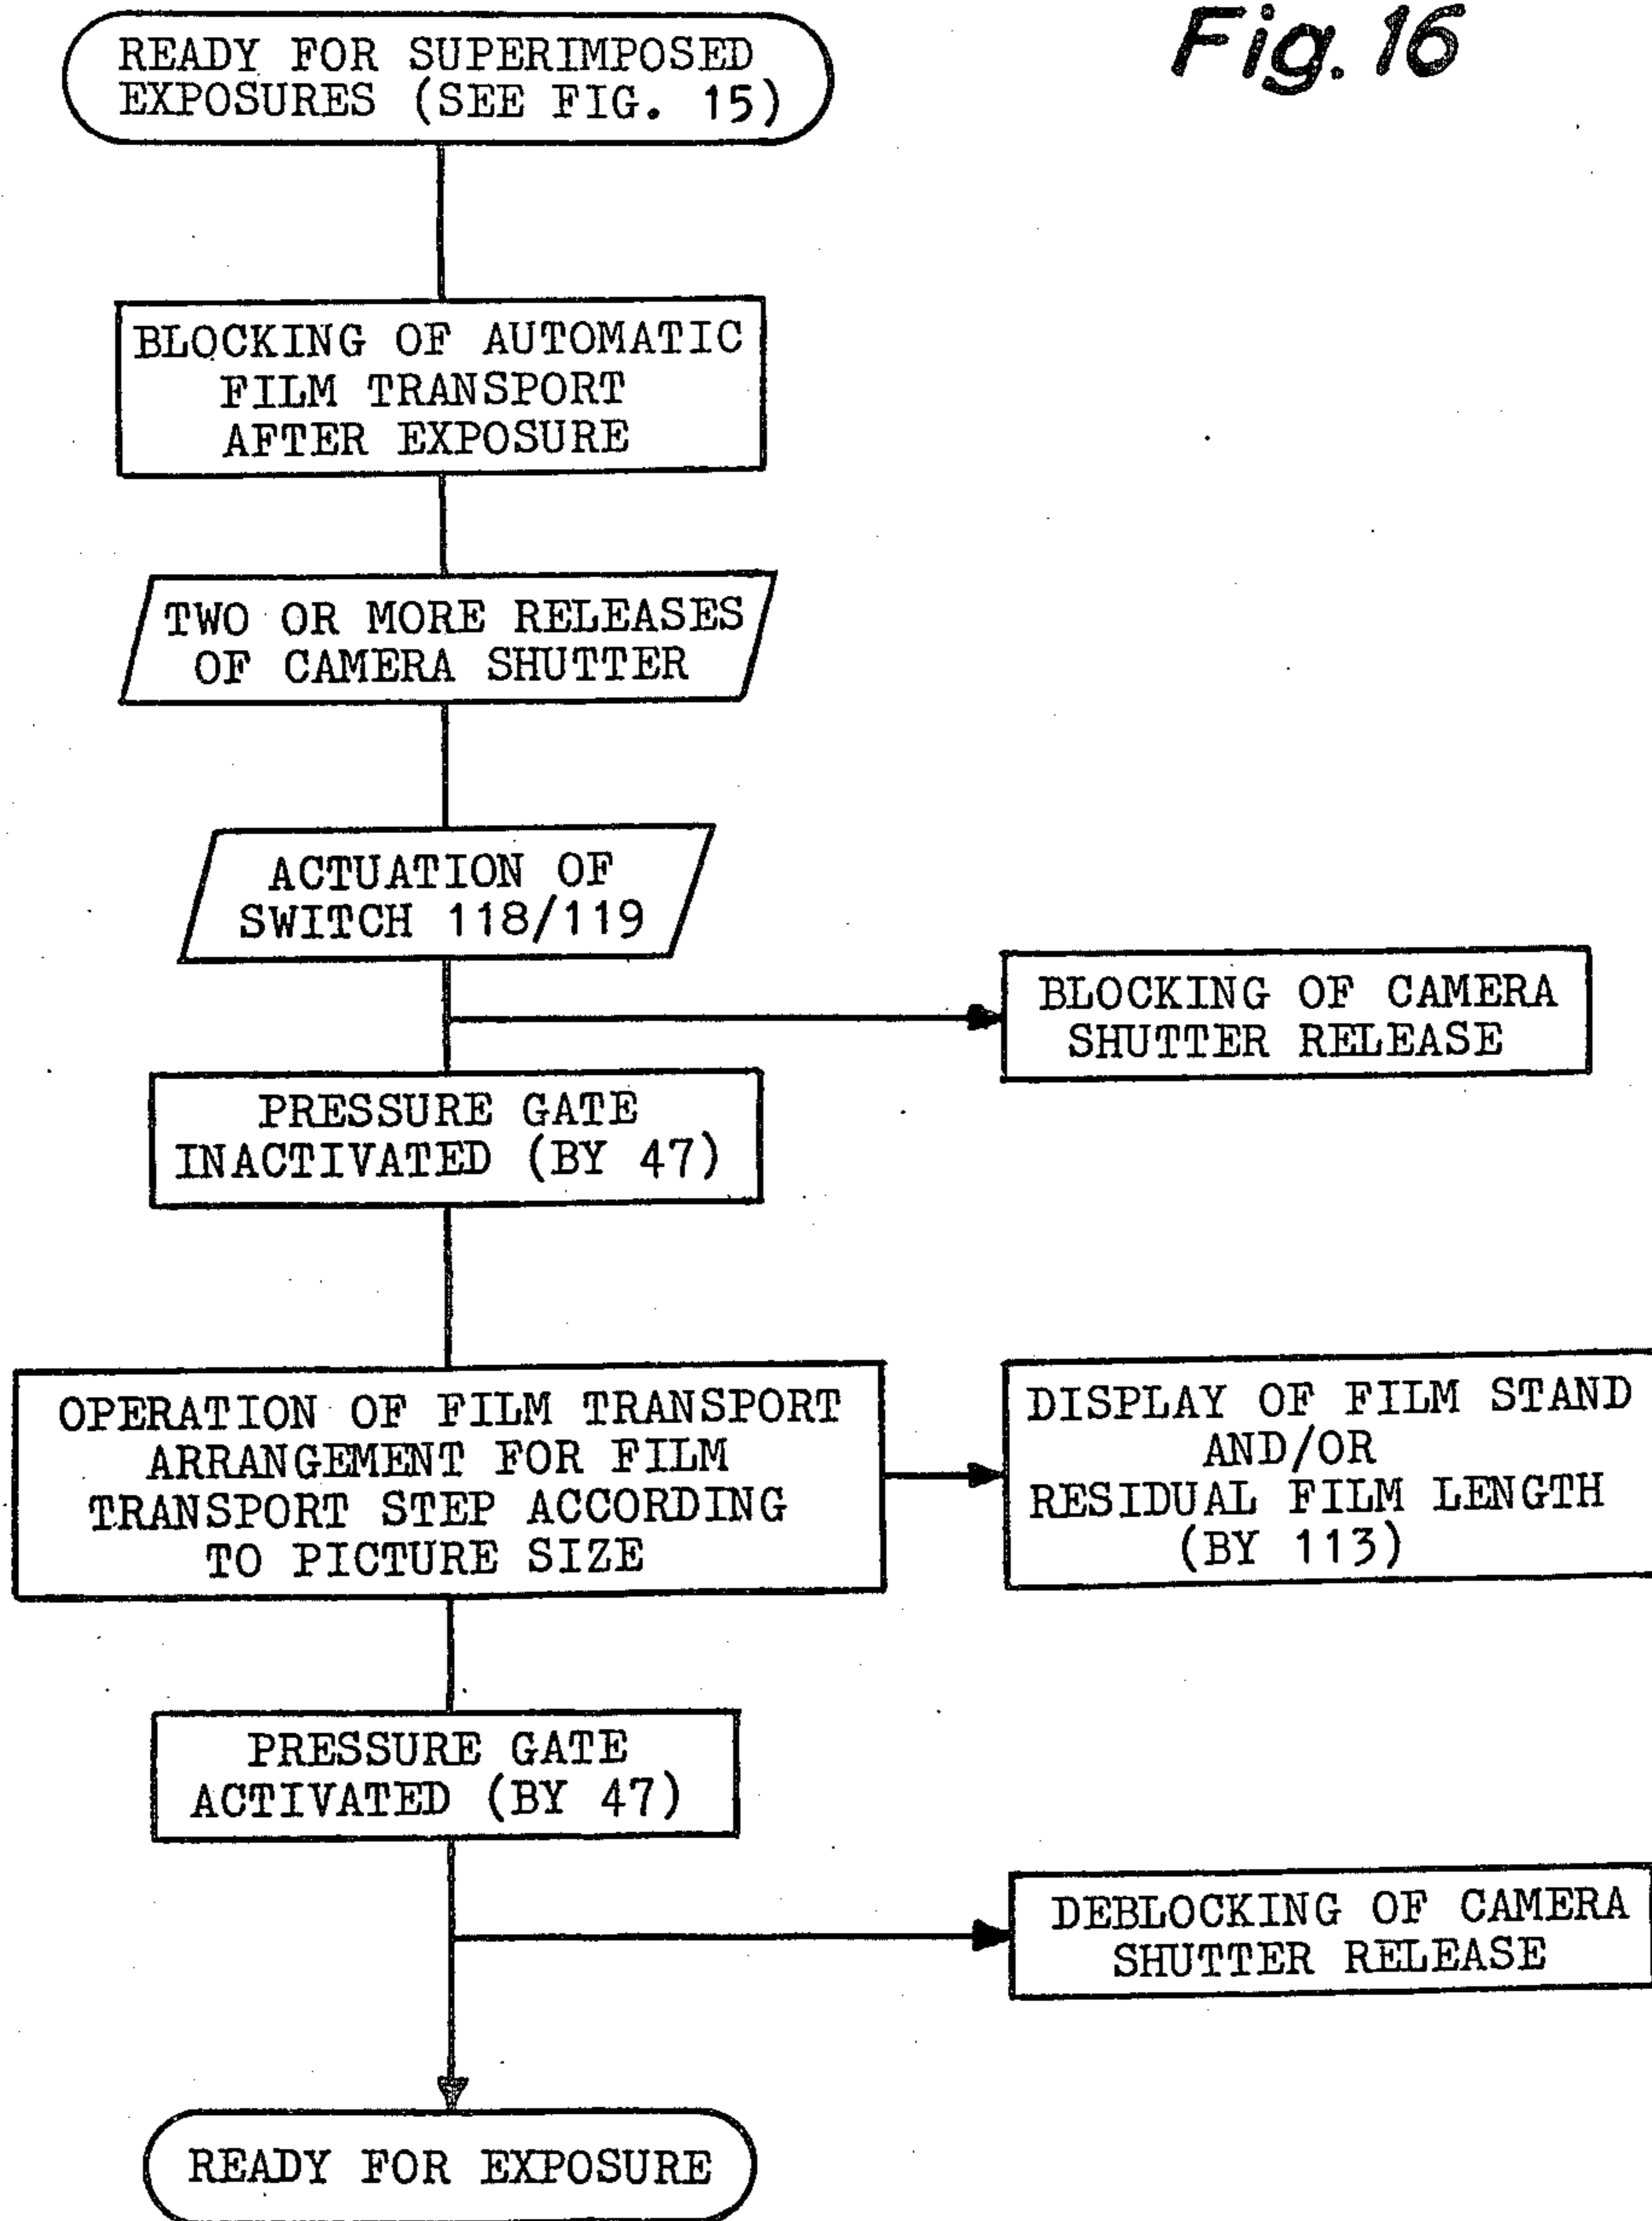 Fig. 16
READY FOR SUPERIMPOSED
EXPOSURES (SEE FIG. 15)
BLOCKING OF AUTOMATIC
FILM TRANSPORT
AFTER EXPOSURE
TWO OR MORE RELEASES
OF CAMERA SHUTTER
ACTUATION OF
SWITCH 118/119
BLOCKING OF CAMERA
SHUTTER RELEASE
PRESSURE GATE
INACTIVATED (BY 47)
OPERATION OF FILM TRANSPORT
ARRANGEMENT FOR FILM
TRANSPORT STEP ACCORDING
TO PICTURE SIZE
DISPLAY OF FILM STAND
AND/OR
RESIDUAL FILM LENGTH
(BY 113)
PRESSURE GATE
ACTIVATED (BY 47)
DEBLOCKING OF CAMERA
SHUTTER RELEASE
READY FOR EXPOSURE